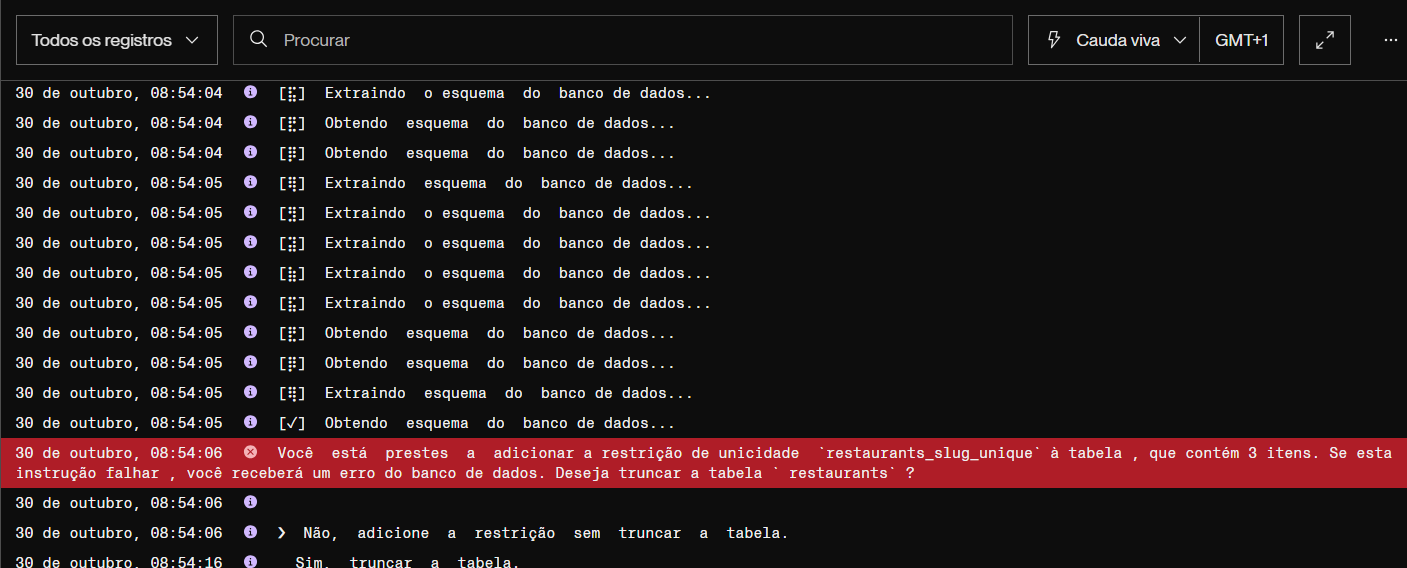 Todos os registros
Procurar
Cauda viva
GMT+1
30 de outubro, 08:54:04 [⣯] Extraindo o esquema do banco de dados...
30 de outubro, 08:54:04 [⣟] Obtendo esquema do banco de dados...
30 de outubro, 08:54:04 [⡿] Obtendo esquema do banco de dados...
30 de outubro, 08:54:05 [⢿] Extraindo esquema do banco de dados...
30 de outubro, 08:54:05 [⣻] Extraindo o esquema do banco de dados...
30 de outubro, 08:54:05 [⣽] Extraindo o esquema do banco de dados...
30 de outubro, 08:54:05 [⣷] Extraindo o esquema do banco de dados...
30 de outubro, 08:54:05 [⣯] Extraindo o esquema do banco de dados...
30 de outubro, 08:54:05 [⣟] Obtendo esquema do banco de dados...
30 de outubro, 08:54:05 [⡿] Obtendo esquema do banco de dados...
30 de outubro, 08:54:05 [⢿] Extraindo esquema do banco de dados...
30 de outubro, 08:54:05 [✓] Obtendo esquema do banco de dados...
30 de outubro, 08:54:06 Você está prestes a adicionar a restrição de unicidade `restaurants_slug_unique` à tabela , que contém 3 itens. Se esta
instrução falhar , você receberá um erro do banco de dados. Deseja truncar a tabela ` restaurants` ?
30 de outubro, 08:54:06
30 de outubro, 08:54:06 ❯ Não, adicione a restrição sem truncar a tabela.
30 de outubro, 08:54:16 Sim, truncar a tabela.